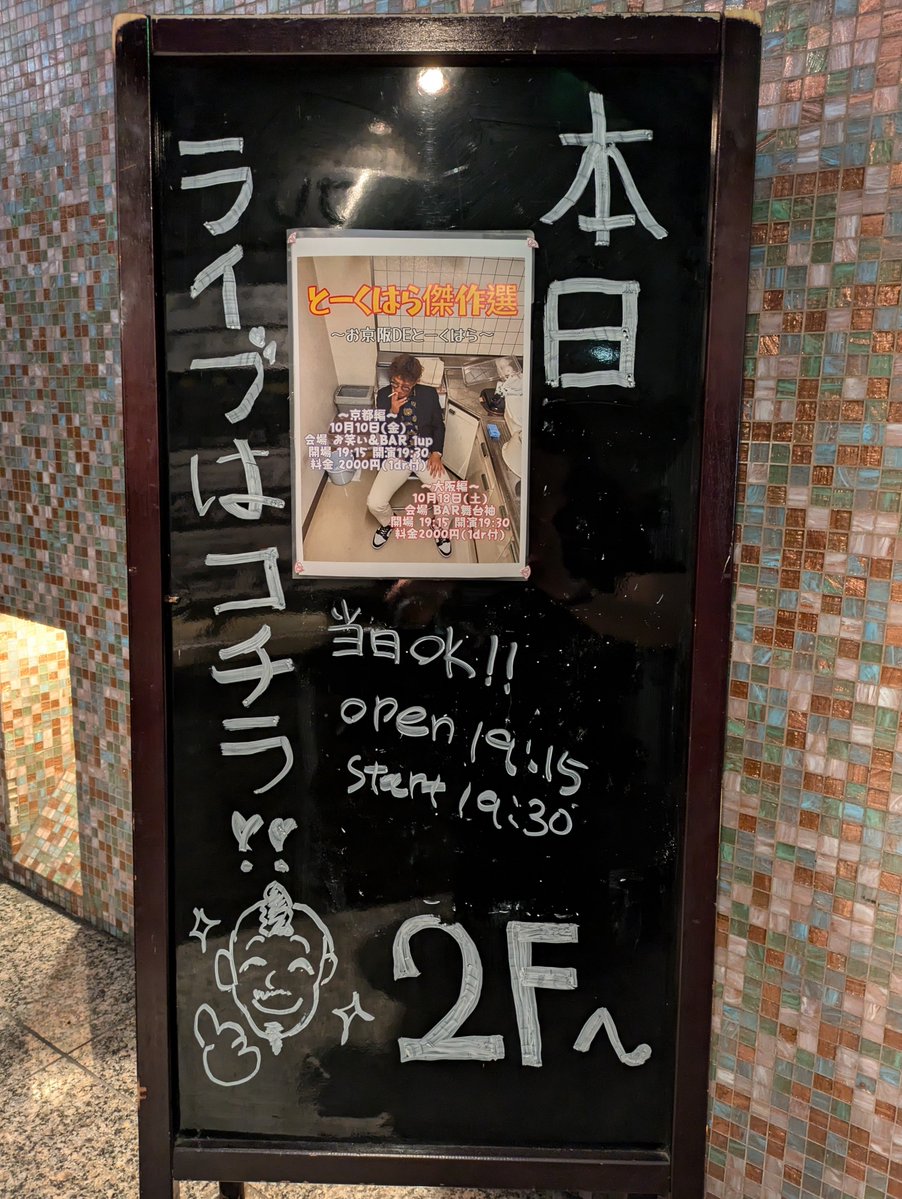 本日
とーくはら傑作選
～お京阪DEとーくはら～
～京都編～
10月10日(金)
会場 お笑い&BAR 1up
開場 19:15 開演19:30
料金 2000円(1dr付)
～大阪編～
10月18日(土)
会場 BAR舞台袖
開場 19:15 開演19:30
料金2000円(1dr付)
ライブはコチラ!!
当日OK!!
open 19:15
start 19:30
2F～